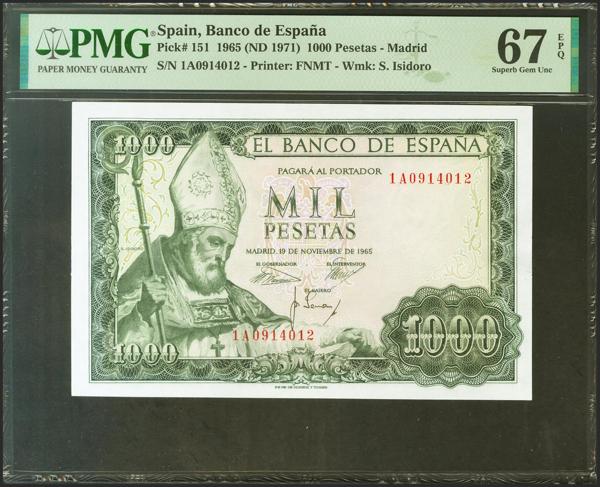 PMG
PAPER MONEY GUARANTY
Spain, Banco de España
Pick# 151 1965 (ND 1971) 1000 Pesetas - Madrid
S/N 1A0914012 - Printer: FNMT - Wmk: S. Isidoro
67 EPQ
Superb Gem Unc
1000
EL BANCO DE ESPAÑA
PAGARÁ AL PORTADOR
1A0914012
MIL
PESETAS
MADRID, 19 DE NOVIEMBRE DE 1965
EL GOBERNADOR EL INTERVENTOR
EL CAJERO
1A0914012
1000
1000